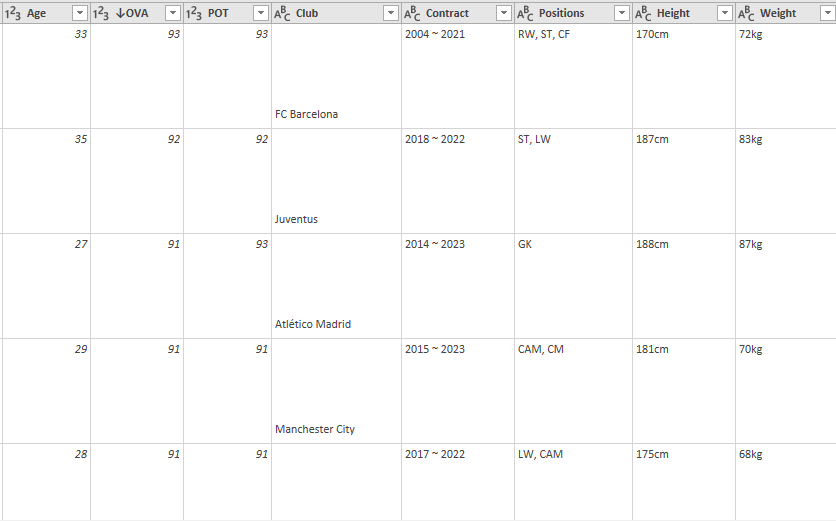 123 Age ↓OVA 123 POT ABC Club ABC Contract ABC Positions ABC Height ABC Weight
33 93 93 2004 ~ 2021 RW, ST, CF 170cm 72kg
FC Barcelona
35 92 92 2018 ~ 2022 ST, LW 187cm 83kg
Juventus
27 91 93 2014 ~ 2023 GK 188cm 87kg
Atlético Madrid
29 91 91 2015 ~ 2023 CAM, CM 181cm 70kg
Manchester City
28 91 91 2017 ~ 2022 LW, CAM 175cm 68kg